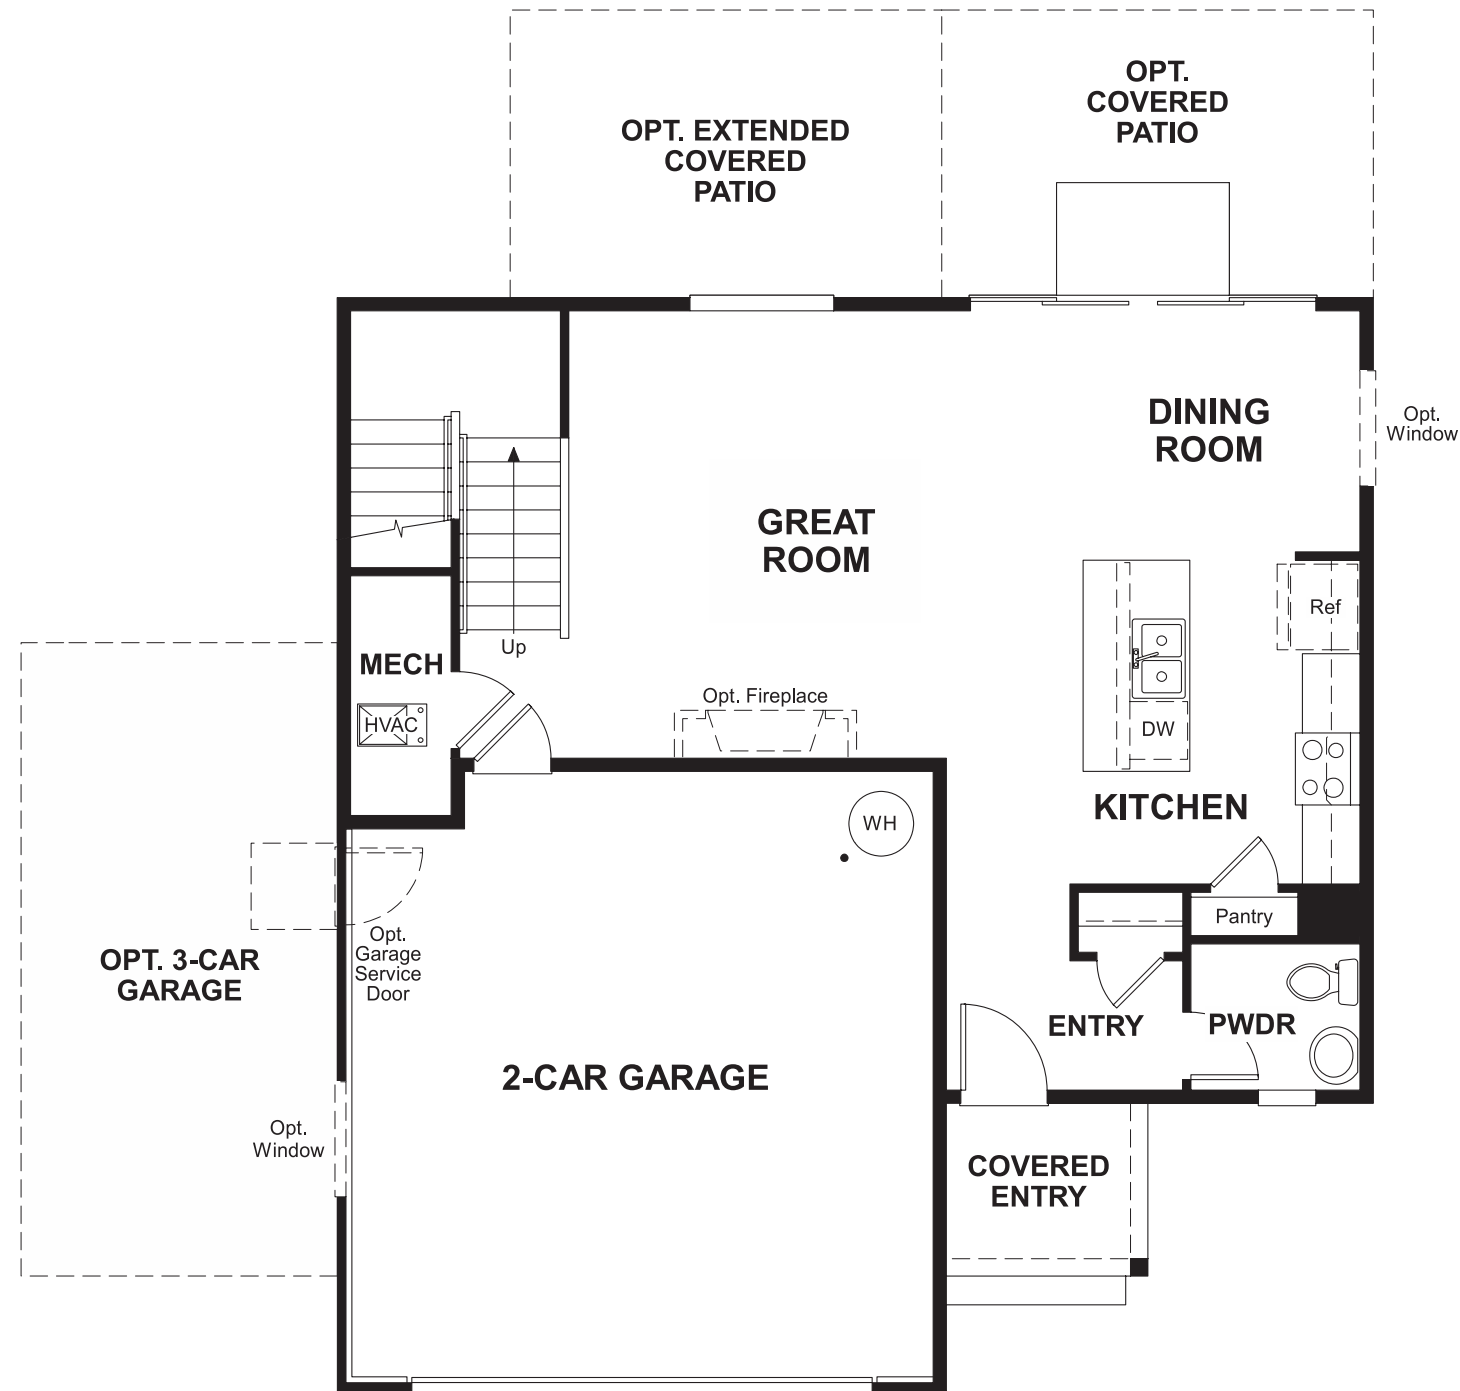 OPT.
COVERED
PATIO
OPT. EXTENDED
COVERED
PATIO
DINING
ROOM
Opt.
Window
GREAT
ROOM
Ref
Up
MECH
Opt. Fireplace
HVAC
DW
KITCHEN
WH
Pantry
Opt.
Garage
Service
Door
OPT. 3-CAR
GARAGE
ENTRY
PWDR
2-CAR GARAGE
Opt.
Window
COVERED
ENTRY